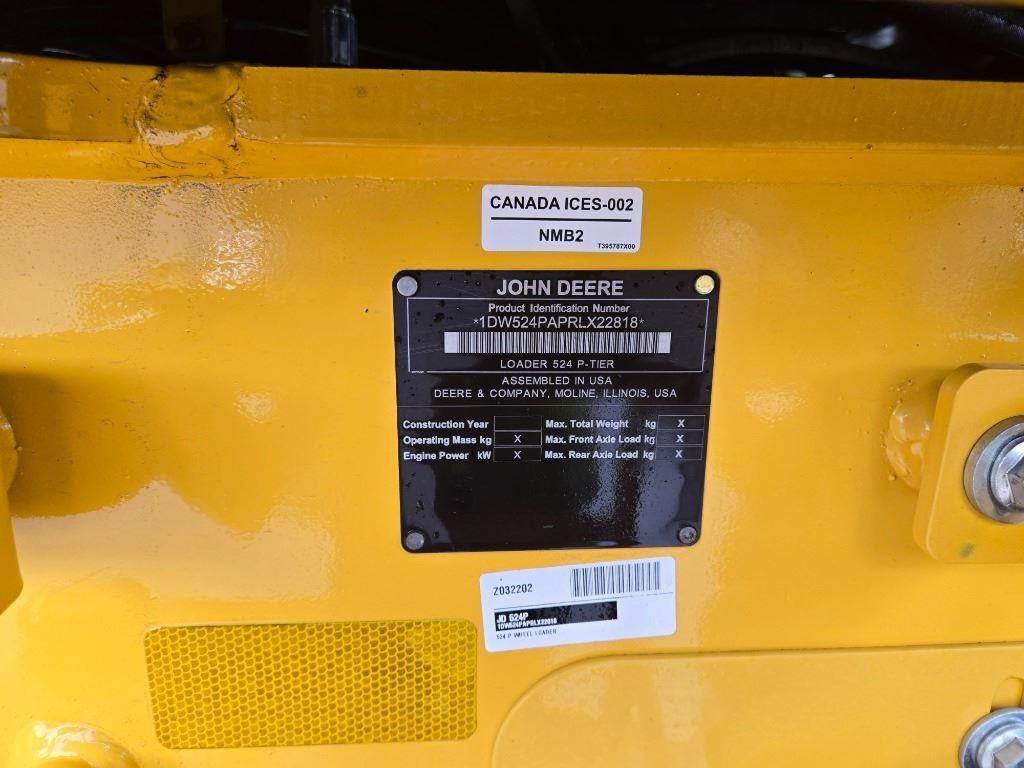 CANADA ICES-002
NMB2
T395787X00
JOHN DEERE
Product Identification Number
*1DW524PAPRLX22818*
LOADER 524 P-TIER
ASSEMBLED IN USA
DEERE & COMPANY, MOLINE, ILLINOIS, USA
Construction Year Max. Total Weight kg X
Operating Mass kg X Max. Front Axle Load kg X
Engine Power kW X Max. Rear Axle Load kg X
Z032202
JD 524P
1DW524PAPRLX22818
524 P WHEEL LOADER